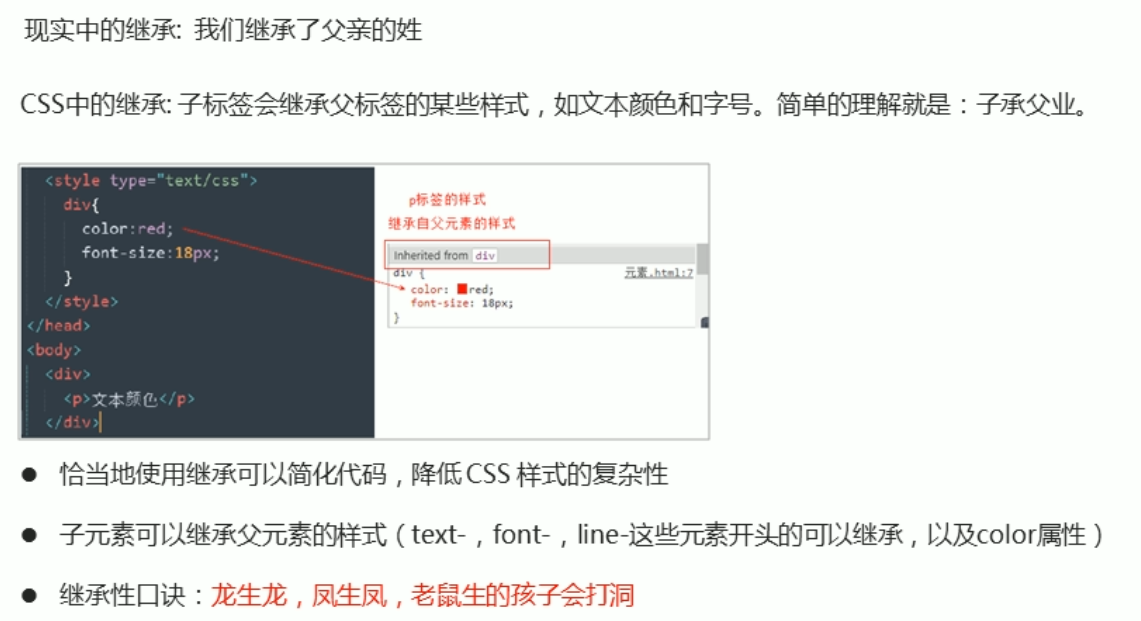 现实中的继承: 我们继承了父亲的姓
CSS中的继承: 子标签会继承父标签的某些样式，如文本颜色和字号。简单的理解就是：子承父业。
<style type="text/css">
div{
color:red;
font-size:18px;
}
</style>
</head>
<body>
<div>
<p>文本颜色</p>
</div>
p标签的样式
继承自父元素的样式
Inherited from div
div {
元素.html:7
color: red;
font-size: 18px;
}
● 恰当地使用继承可以简化代码，降低 CSS 样式的复杂性
● 子元素可以继承父元素的样式（text-，font-，line-这些元素开头的可以继承，以及color属性）
● 继承性口诀：龙生龙，凤生凤，老鼠生的孩子会打洞